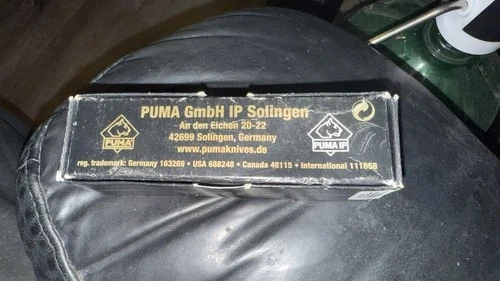 PUMA GmbH IP Solingen
An den Eichen 20-22
42699 Solingen, Germany
www.pumaknives.de
PUMA
PUMA IP
reg. trademark: Germany 163269 • USA 688248 • Canada 46115 • International 111858